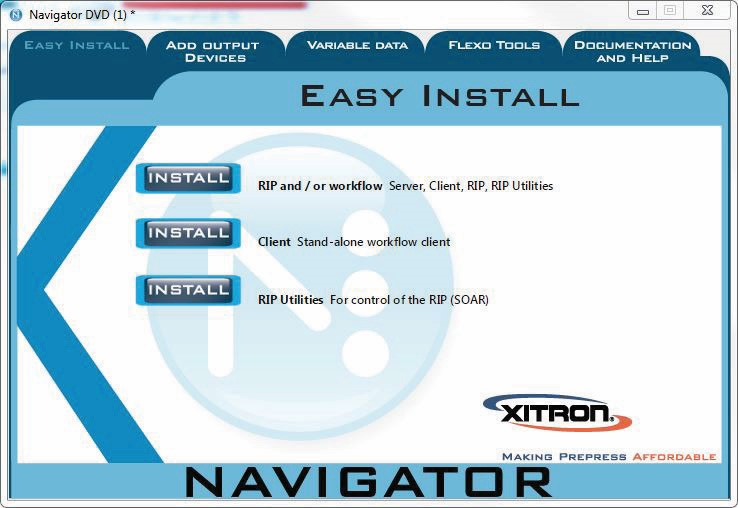 Navigator DVD (1) *
EASY INSTALL
ADD OUTPUT
DEVICES
VARIABLE DATA
FLEXO TOOLS
DOCUMENTATION
AND HELP
EASY INSTALL
INSTALL
RIP and / or workflow Server, Client, RIP, RIP Utilities
INSTALL
Client Stand-alone workflow client
INSTALL
RIP Utilities For control of the RIP (SOAR)
XITRON®
MAKING PREPRESS AFFORDABLE
NAVIGATOR